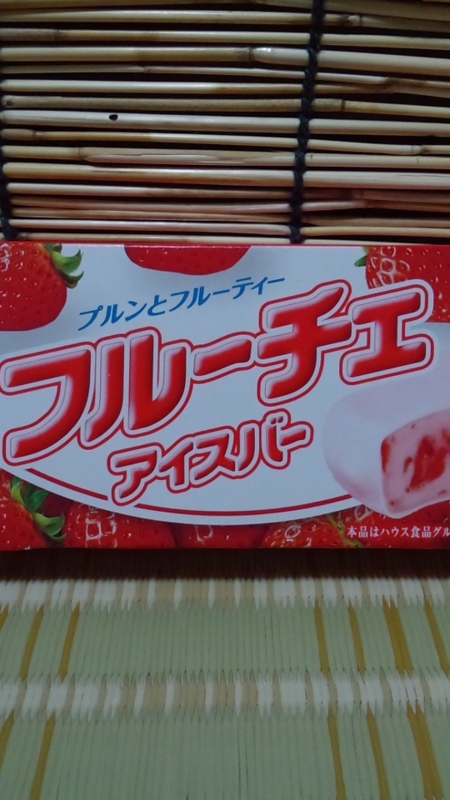 プルンとフルーティー
フルーチェ
アイスバー
本品はハウス食品グル